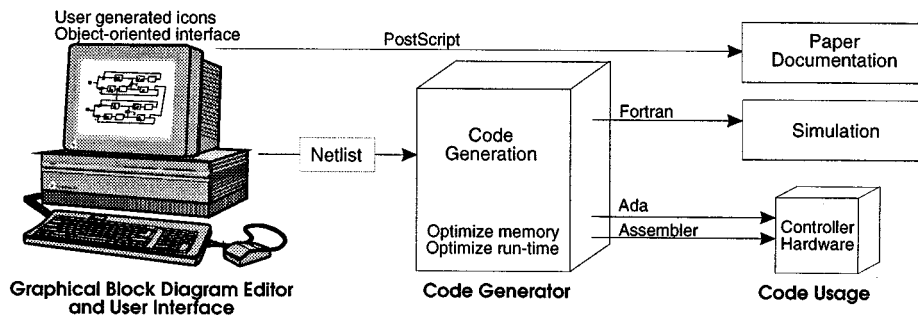 User generated icons
Object-oriented interface
PostScript
Paper
Documentation
Fortran
Simulation
Code
Generation
Netlist
Ada
Assembler
Controller
Hardware
Optimize memory
Optimize run-time
Graphical Block Diagram Editor
and User Interface
Code Generator
Code Usage